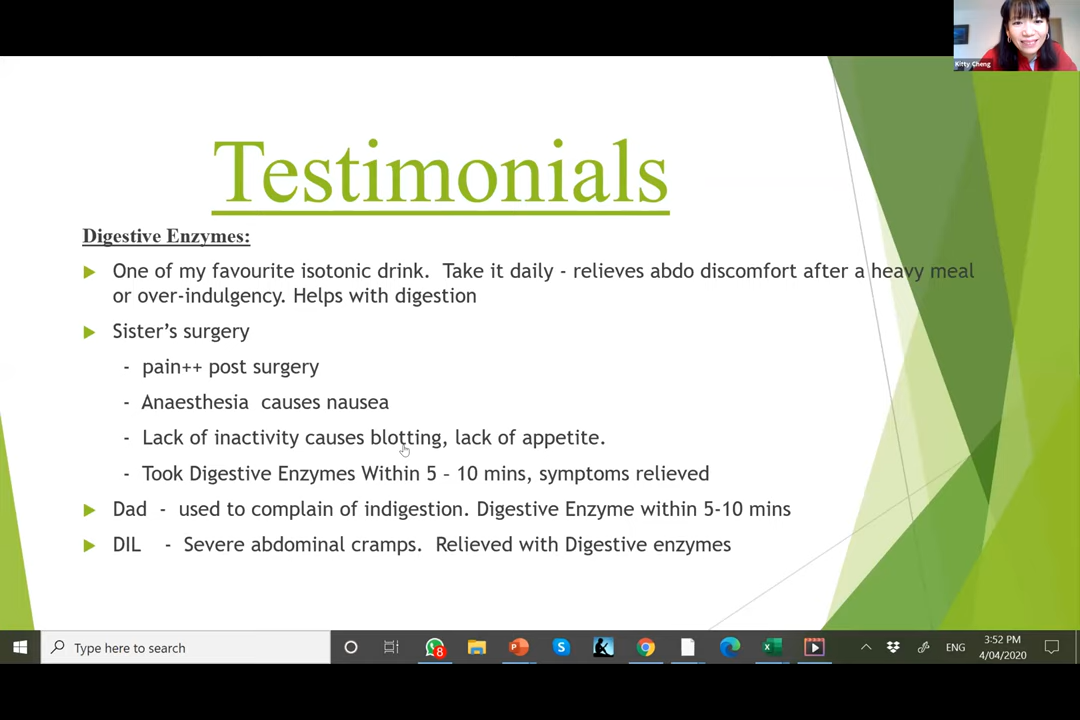 Kitty Cheng
Testimonials
Digestive Enzymes:
One of my favourite isotonic drink. Take it daily - relieves abdo discomfort after a heavy meal
or over-indulgency. Helps with digestion
Sister's surgery
- pain++ post surgery
- Anaesthesia causes nausea
- Lack of inactivity causes blotting, lack of appetite.
- Took Digestive Enzymes Within 5 - 10 mins, symptoms relieved
Dad - used to complain of indigestion. Digestive Enzyme within 5-10 mins
DIL - Severe abdominal cramps. Relieved with Digestive enzymes
Type here to search
8
ENG
3:52 PM
4/04/2020